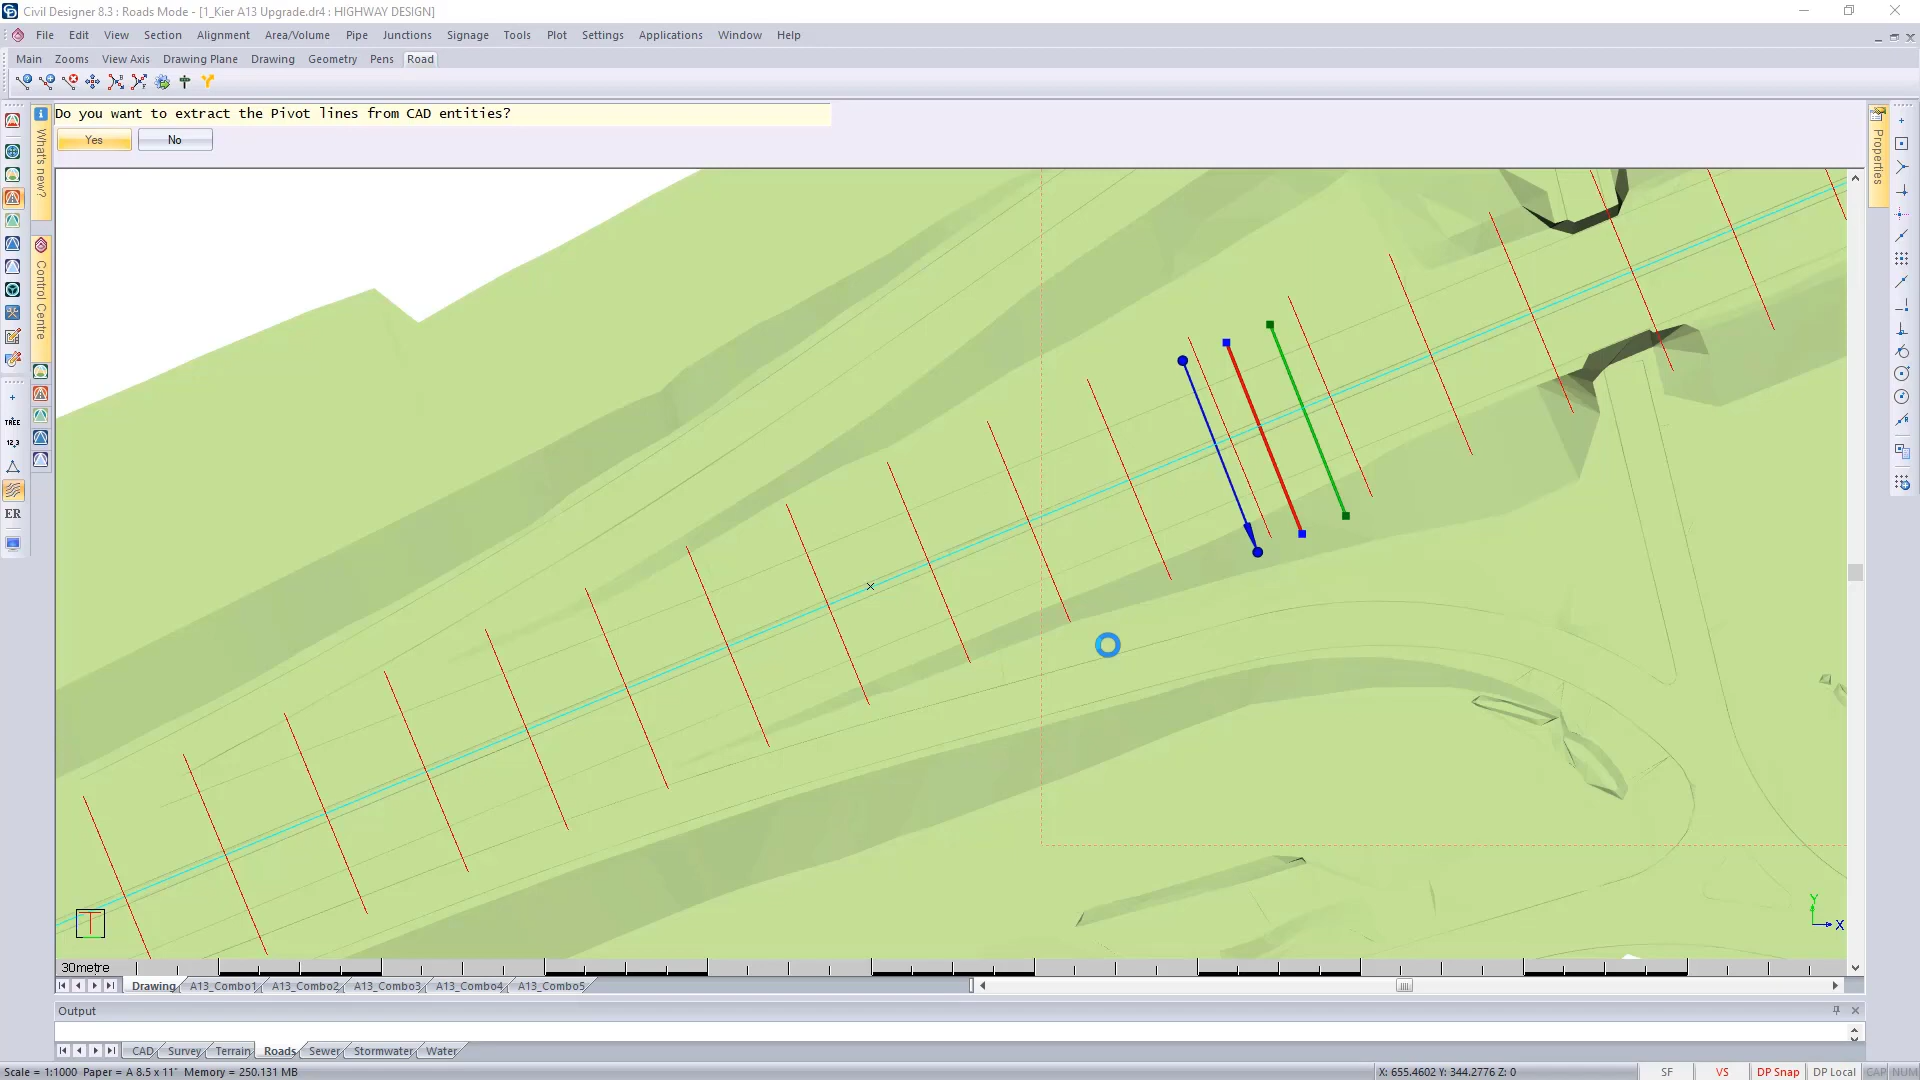 Civil Designer 8.3 : Roads Mode - [1_Kier A13 Upgrade.dr4 : HIGHWAY DESIGN]
File Edit View Section Alignment Area/Volume Pipe Junctions Signage Tools Plot Settings Applications Window Help
Main Zooms View Axis Drawing Plane Drawing Geometry Pens Road
Do you want to extract the Pivot lines from CAD entities?
Yes No
What's new?
Control Centre
Properties
TREE
12.3
ER
Y
X
30metre
Drawing A13_Combo1 A13_Combo2 A13_Combo3 A13_Combo4 A13_Combo5
Output
CAD Survey Terrain Roads Sewer Stormwater Water
Scale = 1:1000 Paper = A 8.5 x 11" Memory = 250.131 MB X: 655.4602 Y: 344.2776 Z: 0 SF VS DP Snap DP Local CAP NUM